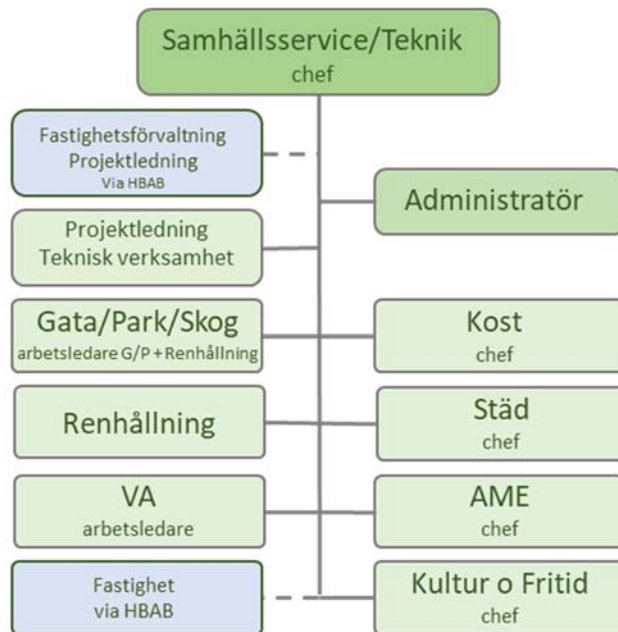 Samhällsservice/Teknik
chef
Fastighetsförvaltning
Projektledning
Via HBAB
Administratör
Projektledning
Teknisk verksamhet
Gata/Park/Skog
arbetsledare G/P + Renhållning
Kost
chef
Renhållning
Städ
chef
VA
arbetsledare
AME
chef
Fastighet
via HBAB
Kultur o Fritid
chef